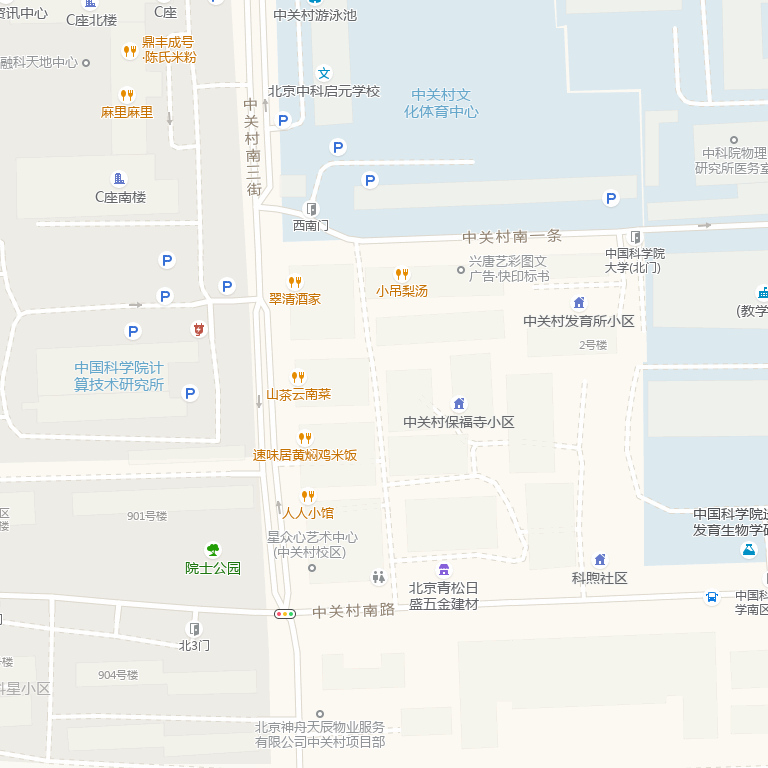 资讯中心
C座北楼
C座
中关村游泳池
鼎丰成号
·陈氏米粉
融科天地中心
北京中科启元学校
中关村文
化体育中心
麻里麻里
P
中关村南三街
P
中科院物理
研究所医务室
P
C座南楼
P
西南门
中关村南一条
中国科学院
大学(北门)
P
兴唐艺彩图文
广告·快印标书
P
P
翠清酒家
小吊梨汤
(教学
P
中关村发育所小区
2号楼
中国科学院计
算技术研究所
P
山茶云南菜
中关村保福寺小区
速味居黄焖鸡米饭
901号楼
人人小馆
区
楼
中国科学院遗
发育生物学研
星众心艺术中心
(中关村校区)
院士公园
科煦社区
北京青松日
盛五金建材
中关村南路
中国科
学南区
北3门
号楼
904号楼
科星小区
北京神舟天辰物业服务
有限公司中关村项目部